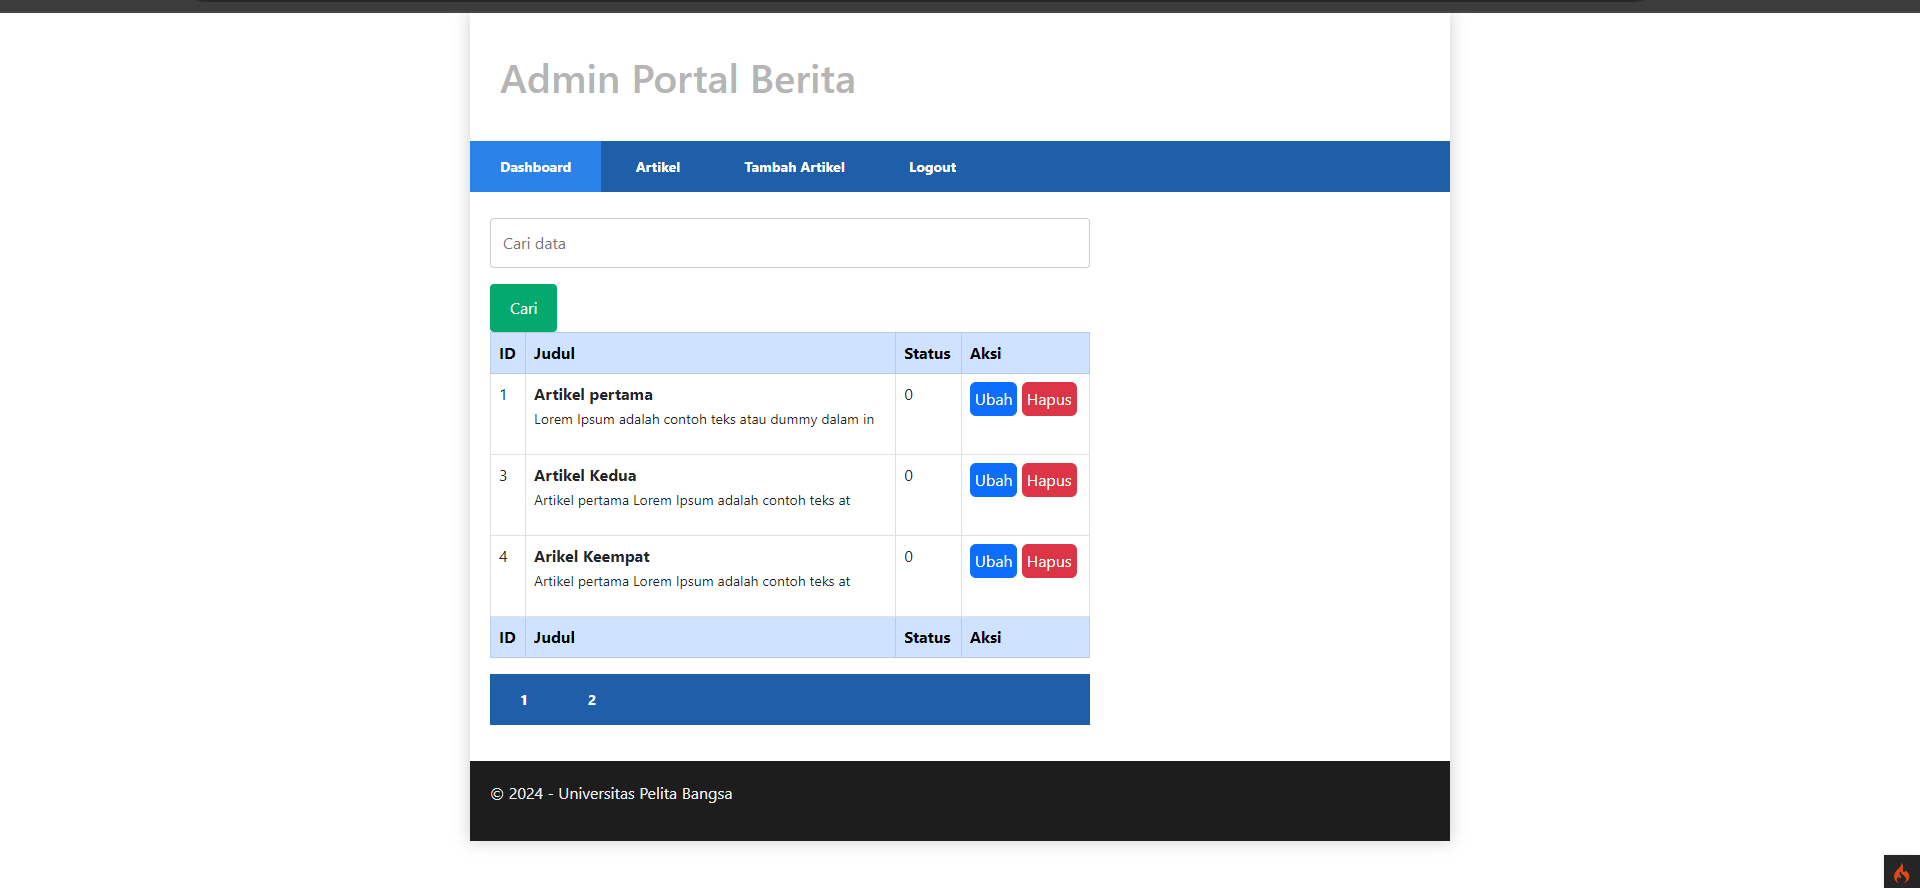 Admin Portal Berita
Dashboard Artikel Tambah Artikel Logout
Cari data
Cari
ID Judul Status Aksi
1 Artikel pertama 0 Ubah Hapus
Lorem Ipsum adalah contoh teks atau dummy dalam in
3 Artikel Kedua 0 Ubah Hapus
Artikel pertama Lorem Ipsum adalah contoh teks at
4 Arikel Keempat 0 Ubah Hapus
Artikel pertama Lorem Ipsum adalah contoh teks at
ID Judul Status Aksi
1 2
© 2024 - Universitas Pelita Bangsa